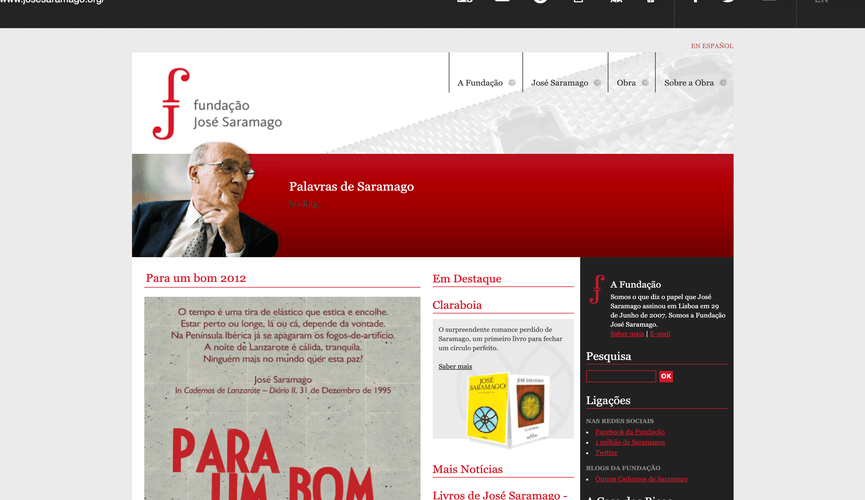 www.josesaramago.org/
EN
EN ESPAÑOL
fundação
José Saramago
A Fundação
José Saramago
Obra
Sobre a Obra
Palavras de Saramago
Para um bom 2012
O tempo é uma tira de elástico que estica e encolhe.
Estar perto ou longe, lá ou cá, depende da vontade.
Na Península Ibérica já se apagaram os fogos-de-artifício.
A noite de Lanzarote é cálida, tranquila.
Ninguém mais no mundo quer esta paz?
José Saramago
In Cadernos de Lanzarote – Diário II, 31 de Dezembro de 1995
PARA
UM BOM
Em Destaque
Claraboia
O surpreendente romance perdido de
Saramago, um primeiro livro para fechar
um círculo perfeito.
Saber mais
JOSÉ
SARAMAGO
Mais Notícias
Livros de José Saramago -
A Fundação
Somos o que diz o papel que José
Saramago assinou em Lisboa em 29
de Junho de 2007. Somos a Fundação
José Saramago.
Saber mais | E-mail
Pesquisa
OK
Ligações
NAS REDES SOCIAIS
Facebook da Fundação
1 milhão de Saramagos
Twitter
BLOGS DA FUNDAÇÃO
Outros Cadernos de Saramago
A Casa dos Bicos